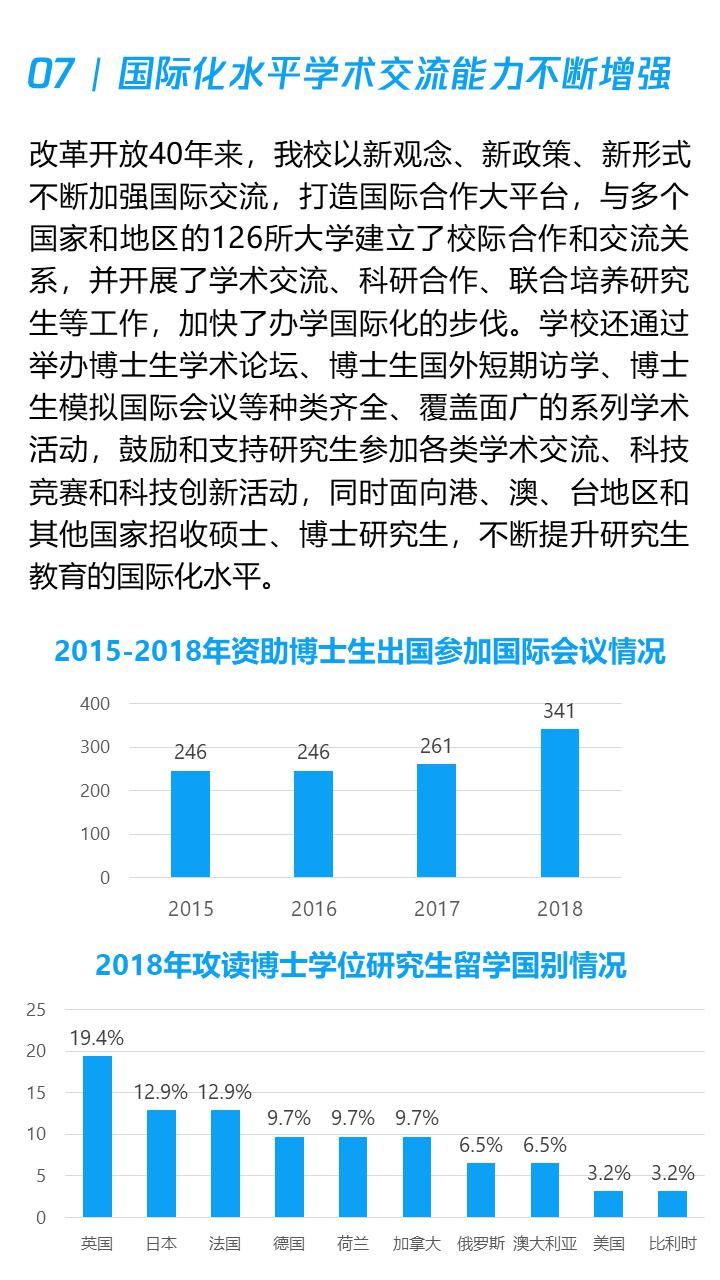 07 | 国际化水平学术交流能力不断增强
改革开放40年来，我校以新观念、新政策、新形式
不断加强国际交流，打造国际合作大平台，与多个
国家和地区的126所大学建立了校际合作和交流关
系，并开展了学术交流、科研合作、联合培养研究
生等工作，加快了办学国际化的步伐。学校还通过
举办博士生学术论坛、博士生国外短期访学、博士
生模拟国际会议等种类齐全、覆盖面广的系列学术
活动，鼓励和支持研究生参加各类学术交流、科技
竞赛和科技创新活动，同时面向港、澳、台地区和
其他国家招收硕士、博士研究生，不断提升研究生
教育的国际化水平。
2015-2018年资助博士生出国参加国际会议情况
400
341
300
246 246 261
200
100
0
2015 2016 2017 2018
2018年攻读博士学位研究生留学国别情况
25
19.4%
20
15
12.9% 12.9%
9.7% 9.7% 9.7%
10
6.5% 6.5%
5
3.2% 3.2%
0
英国 日本 法国 德国 荷兰 加拿大 俄罗斯 澳大利亚 美国 比利时